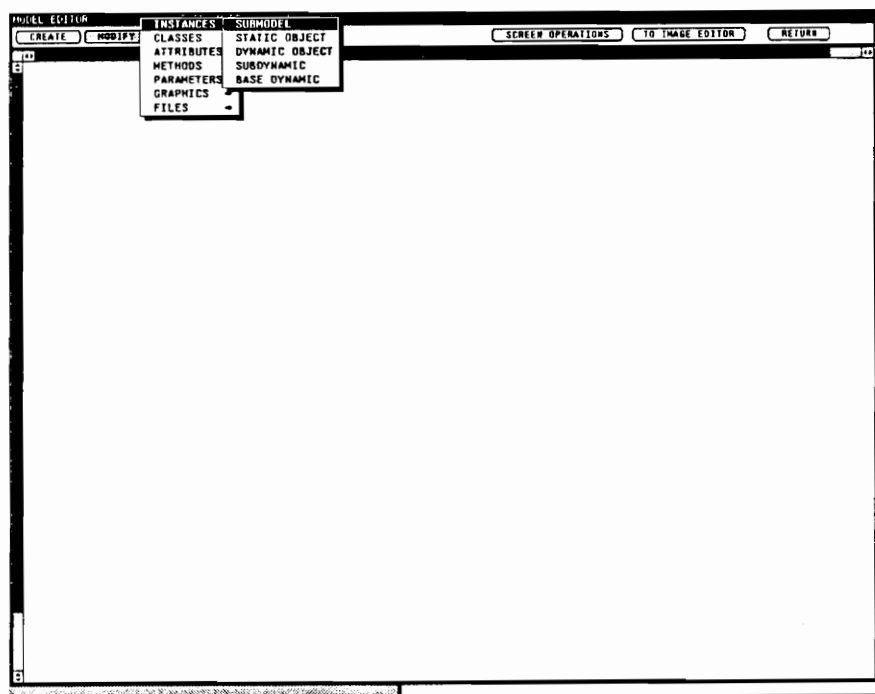 MODEL EDITOR
CREATE MODIFY SCREEN OPERATIONS TO IMAGE EDITOR RETURN
INSTANCES SUBMODEL
CLASSES STATIC OBJECT
ATTRIBUTES DYNAMIC OBJECT
METHODS SUBDYNAMIC
PARAMETERS BASE DYNAMIC
GRAPHICS
FILES